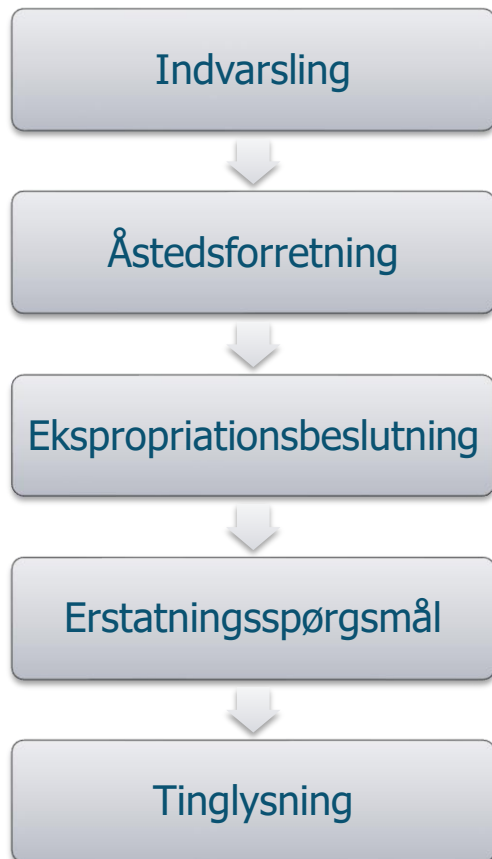 Indvarsling
Åstedsforretning
Ekspropriationsbeslutning
Erstatningsspørgsmål
Tinglysning